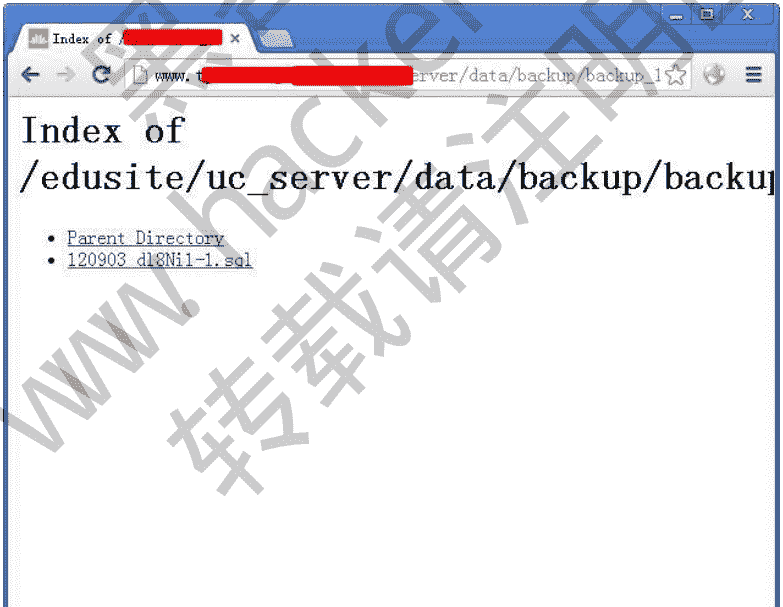 Index of /
www.t erver/data/backup/backup_1
Index of
/edusite/uc_server/data/backup/backup
Parent Directory
120903_dl8Ni1-1.sql
www.hacker
转载请注明